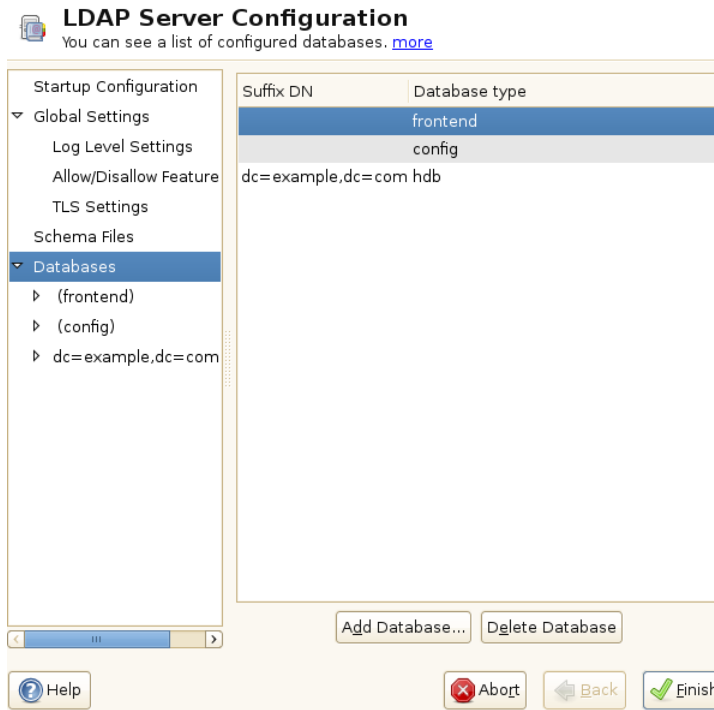 LDAP Server Configuration
You can see a list of configured databases. more
Startup Configuration
Global Settings
Log Level Settings
Allow/Disallow Feature
TLS Settings
Schema Files
Databases
(frontend)
(config)
dc=example,dc=com
Suffix DN Database type
frontend
config
dc=example,dc=com hdb
Add Database... Delete Database
Help Abort Back Finish